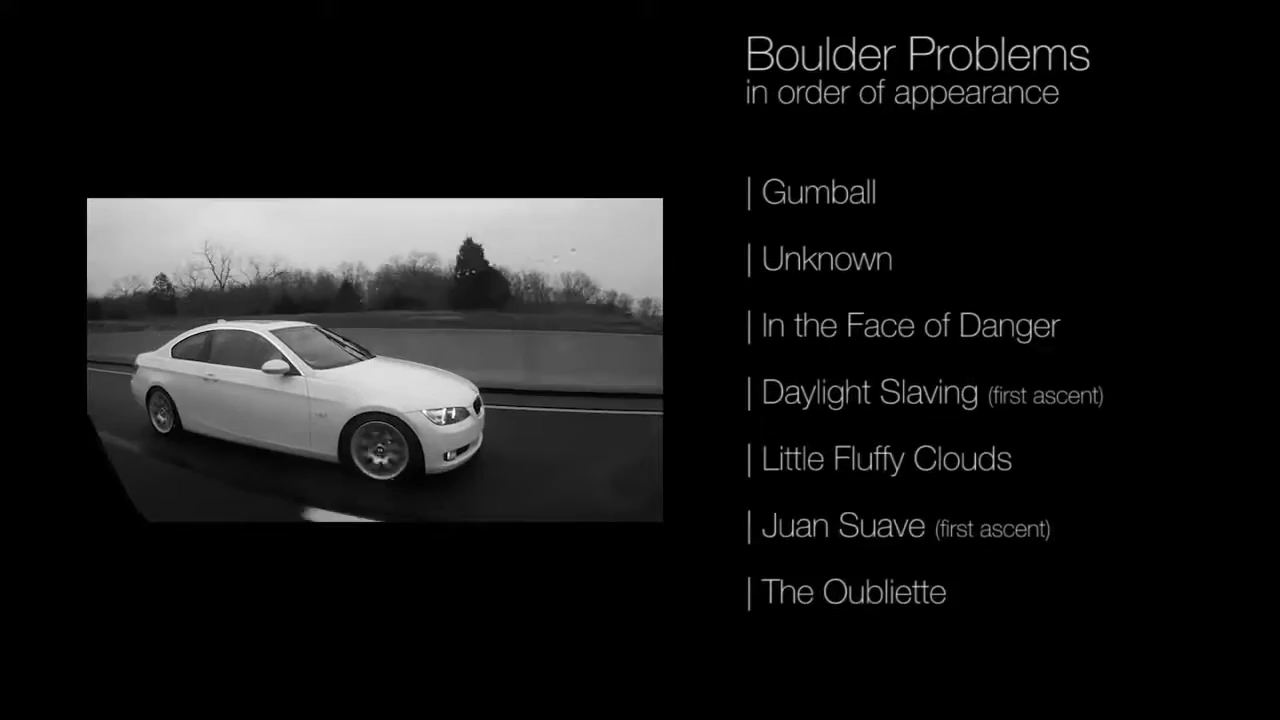 Boulder Problems
in order of appearance
| Gumball
| Unknown
| In the Face of Danger
| Daylight Slaving (first ascent)
| Little Fluffy Clouds
| Juan Suave (first ascent)
| The Oubliette